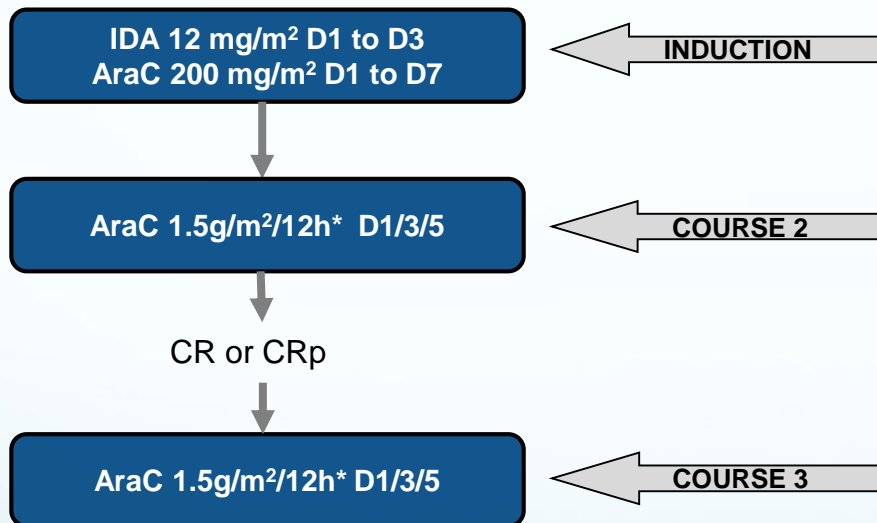 IDA 12 mg/m² D1 to D3
AraC 200 mg/m² D1 to D7
INDUCTION
AraC 1.5g/m²/12h* D1/3/5
COURSE 2
CR or CRp
AraC 1.5g/m²/12h* D1/3/5
COURSE 3